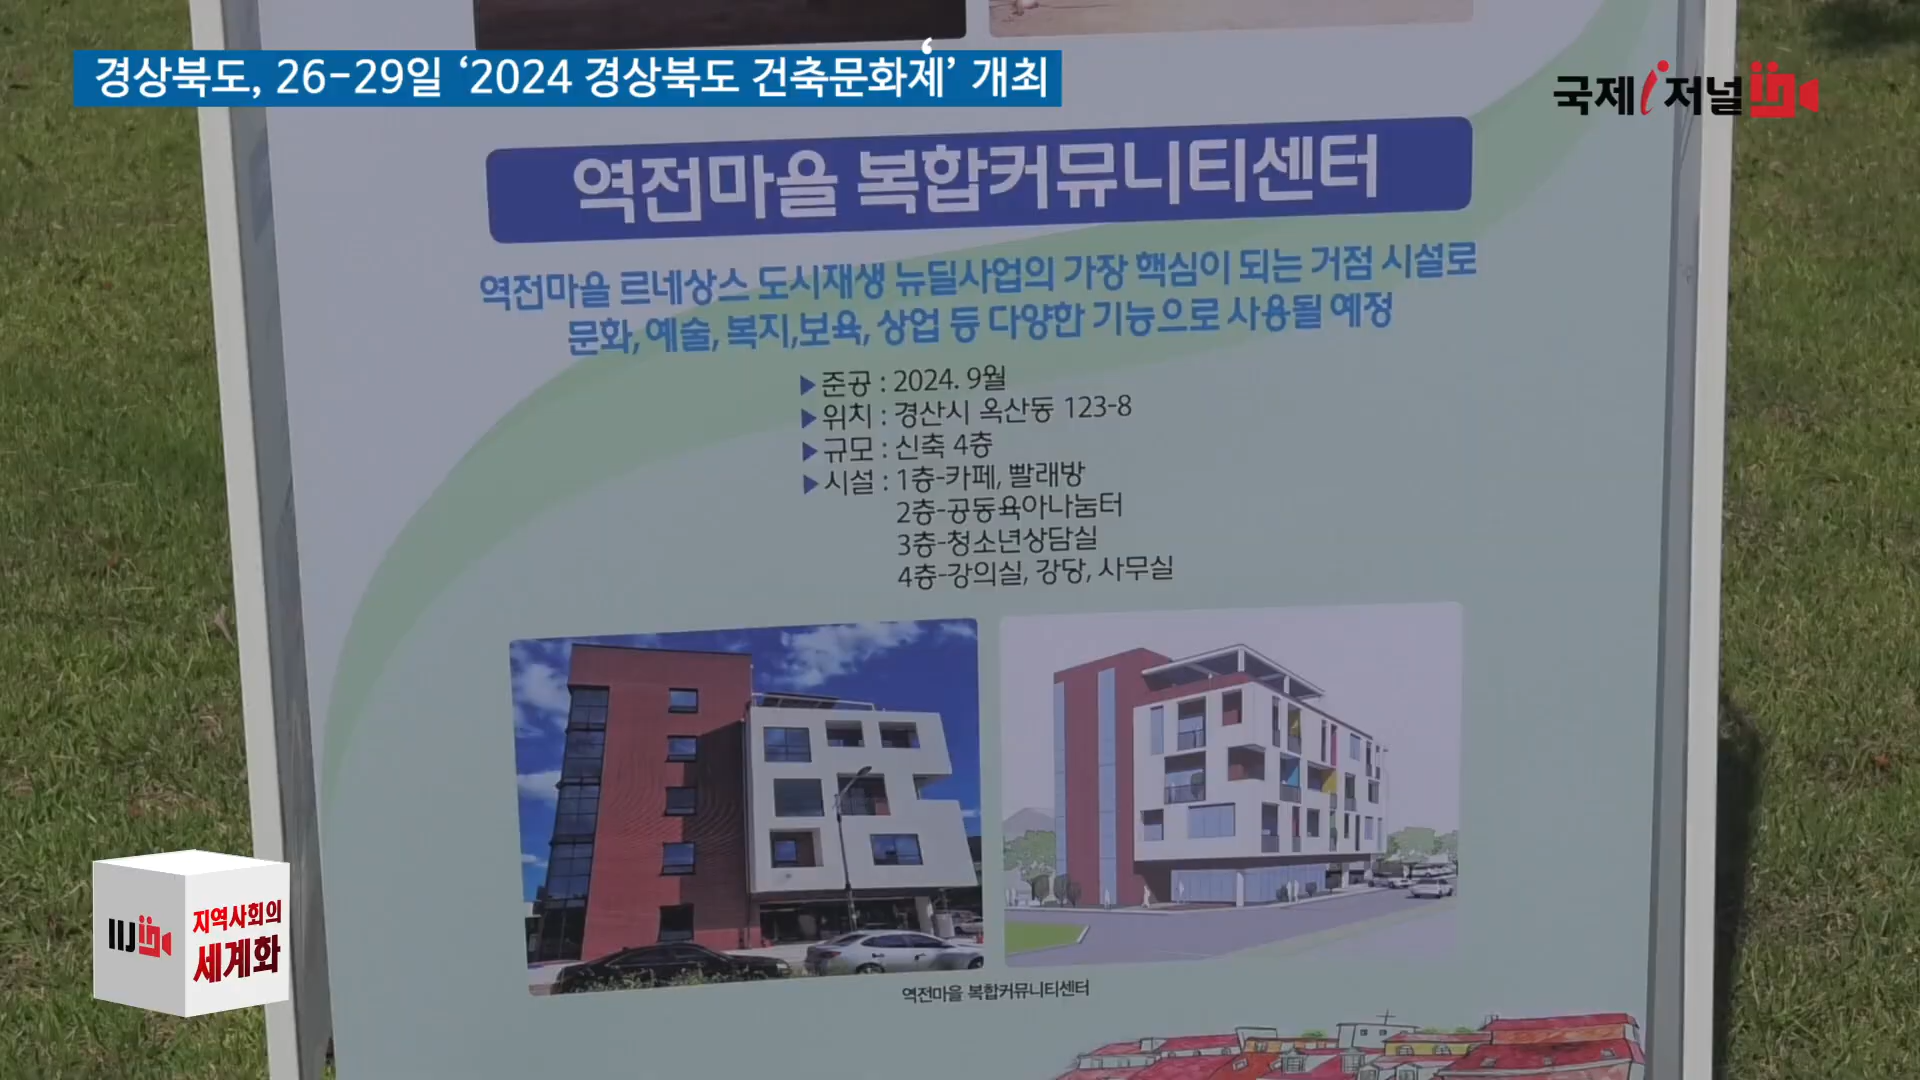 경상북도, 26-29일 ‘2024 경상북도 건축문화제’ 개최
국제i저널
역전마을 복합커뮤니티센터
역전마을 르네상스 도시재생 뉴딜사업의 가장 핵심이 되는 거점 시설로
문화, 예술, 복지,보육, 상업 등 다양한 기능으로 사용될 예정
▶준공 : 2024. 9월
▶위치 : 경산시 옥산동 123-8
▶규모 : 신축 4층
▶시설 : 1층-카페, 빨래방
2층-공동육아나눔터
3층-청소년상담실
4층-강의실, 강당, 사무실
역전마을 복합커뮤니티센터
IIJ
지역사회의
세계화